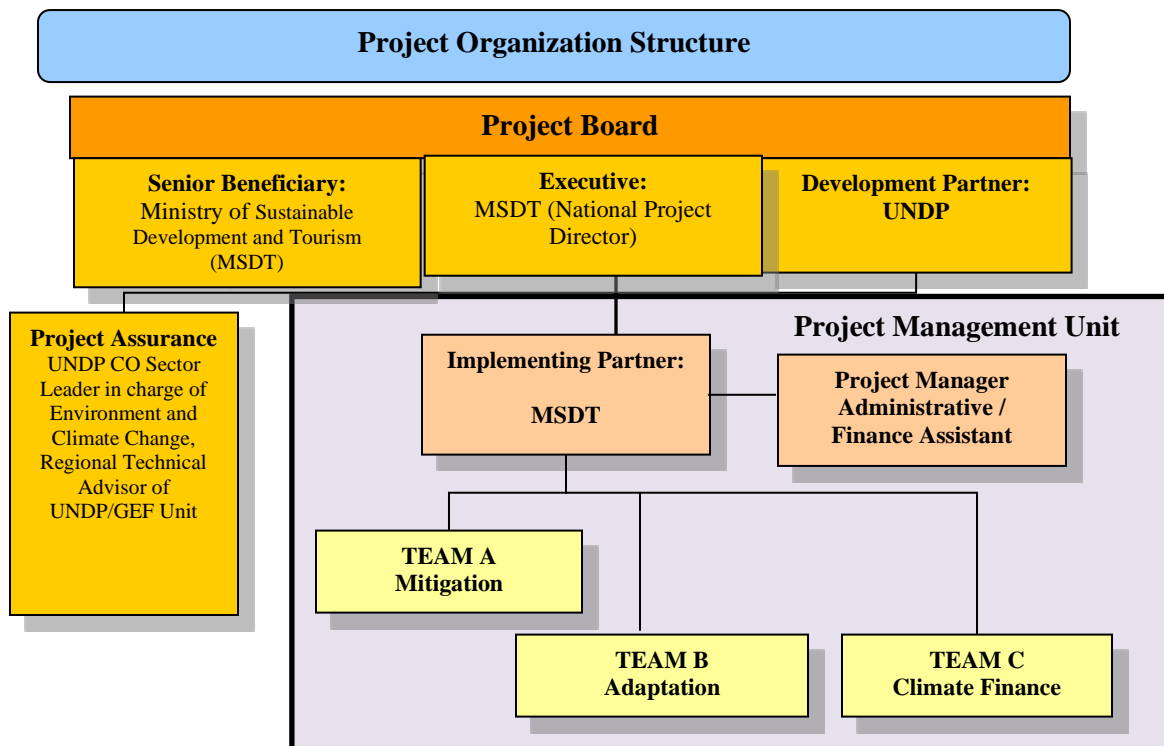 Project Organization Structure
Project Board
Senior Beneficiary:
Ministry of Sustainable
Development and Tourism
(MSDT)
Executive:
MSDT (National Project
Director)
Development Partner:
UNDP
Project Assurance
UNDP CO Sector
Leader in charge of
Environment and
Climate Change,
Regional Technical
Advisor of
UNDP/GEF Unit
Project Management Unit
Implementing Partner:
MSDT
Project Manager
Administrative /
Finance Assistant
TEAM A
Mitigation
TEAM B
Adaptation
TEAM C
Climate Finance